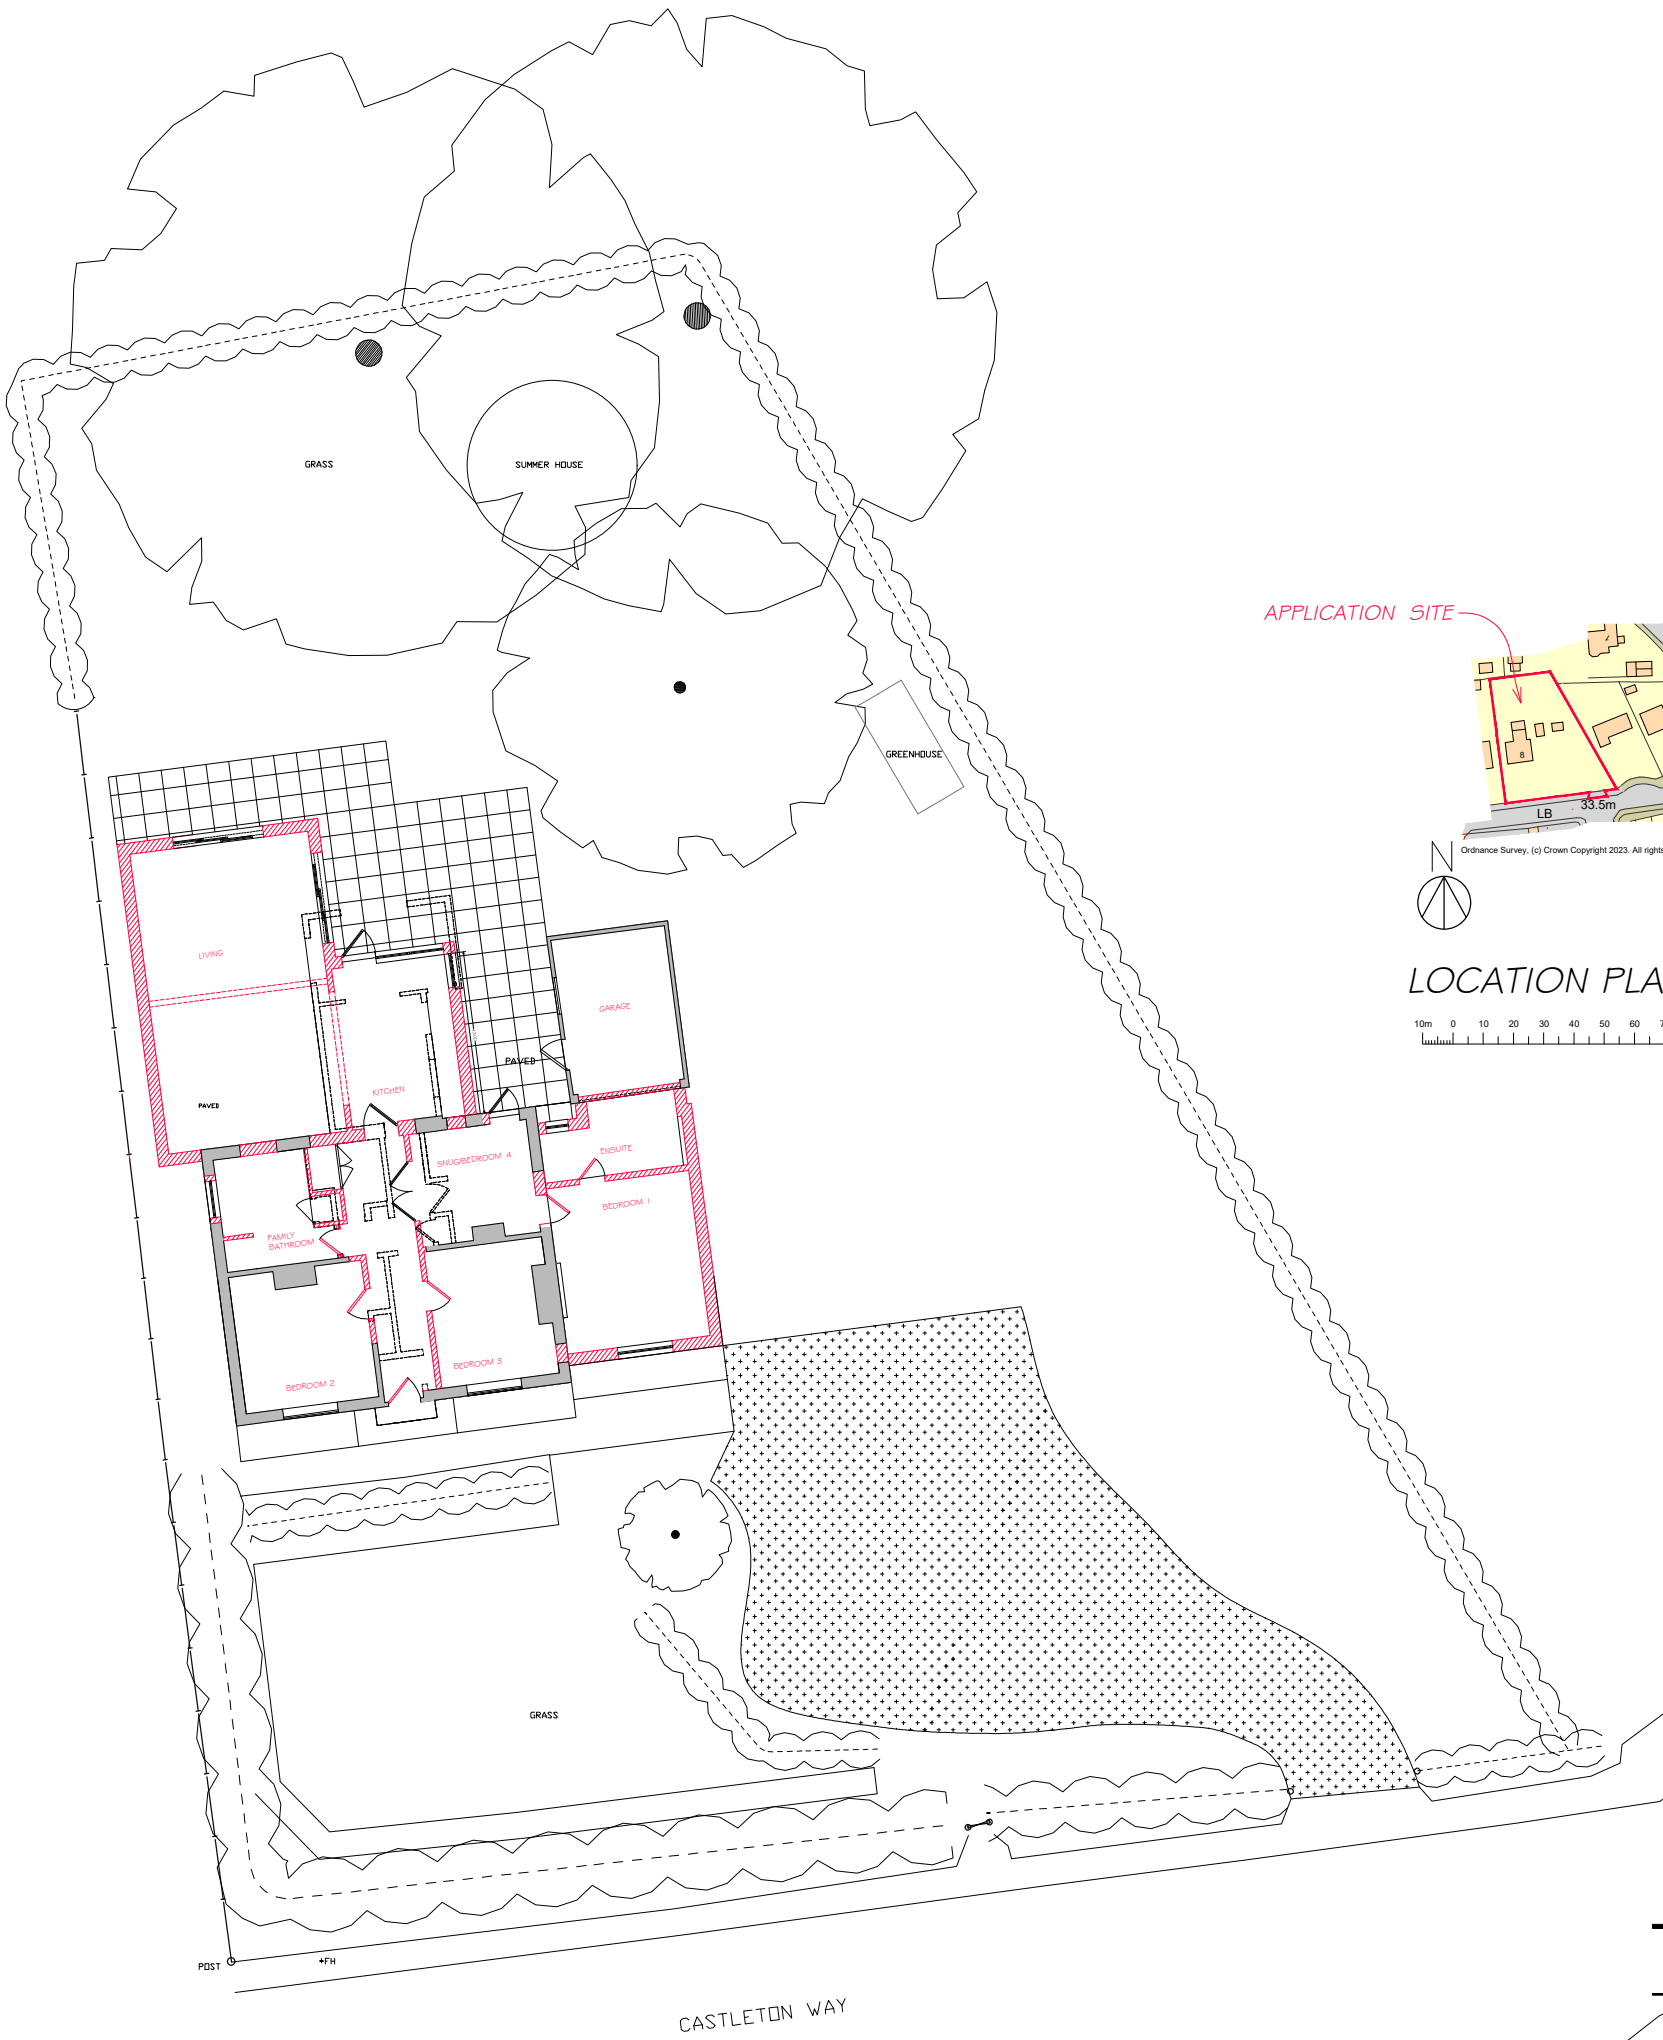 GRASS
SUMMER HOUSE
APPLICATION SITE
GREENHOUSE
8
33.5m
LB
Ordnance Survey, (c) Crown Copyright 2023. All rights
N
LIVING
LOCATION PLA
GARAGE
10m 0 10 20 30 40 50 60 7
PAVED
KITCHEN
PAVED
SNUG/BEDROOM 4
ENSUITE
BEDROOM 1
FAMILY
BATHROOM
BEDROOM 3
BEDROOM 2
GRASS
POST
+FH
CASTLETON WAY